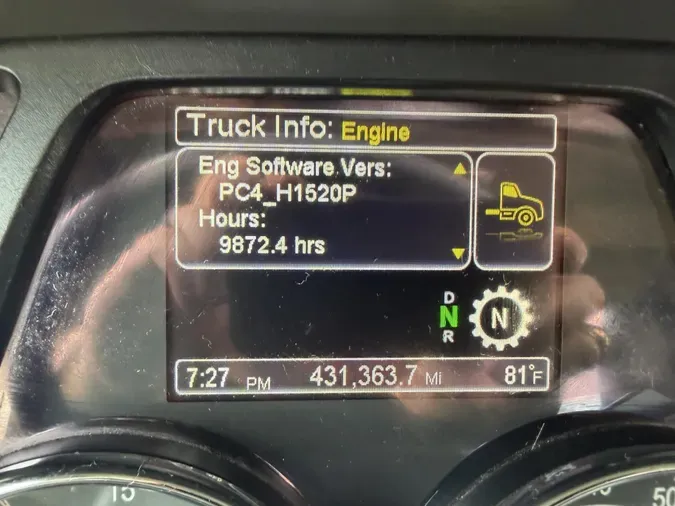 Truck Info: Engine
Eng Software Vers:
PC4_H1520P
Hours:
9872.4 hrs
D
N
R
N
7:27 PM 431,363.7 Mi 81°F
15
50